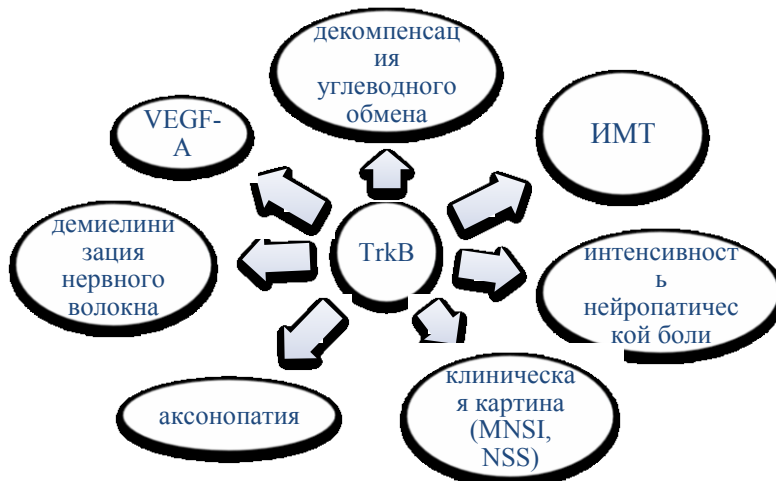 декомпенсац
ия
углеводного
обмена
VEGF-
A
ИМТ
TrkB
демиелини
зация
нервного
волокна
интенсивност
ь
нейропатичес
кой боли
аксонопатия
клиническа
я картина
(MNSI,
NSS)